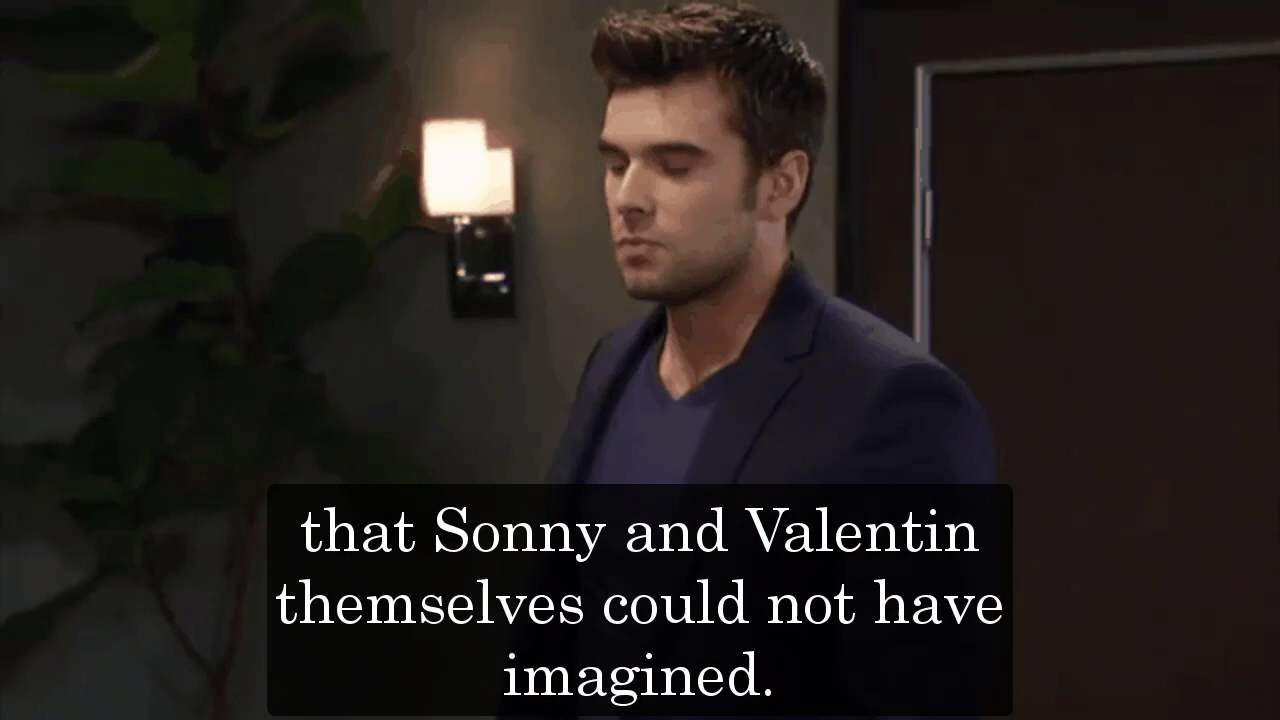 that Sonny and Valentin
themselves could not have
imagined.